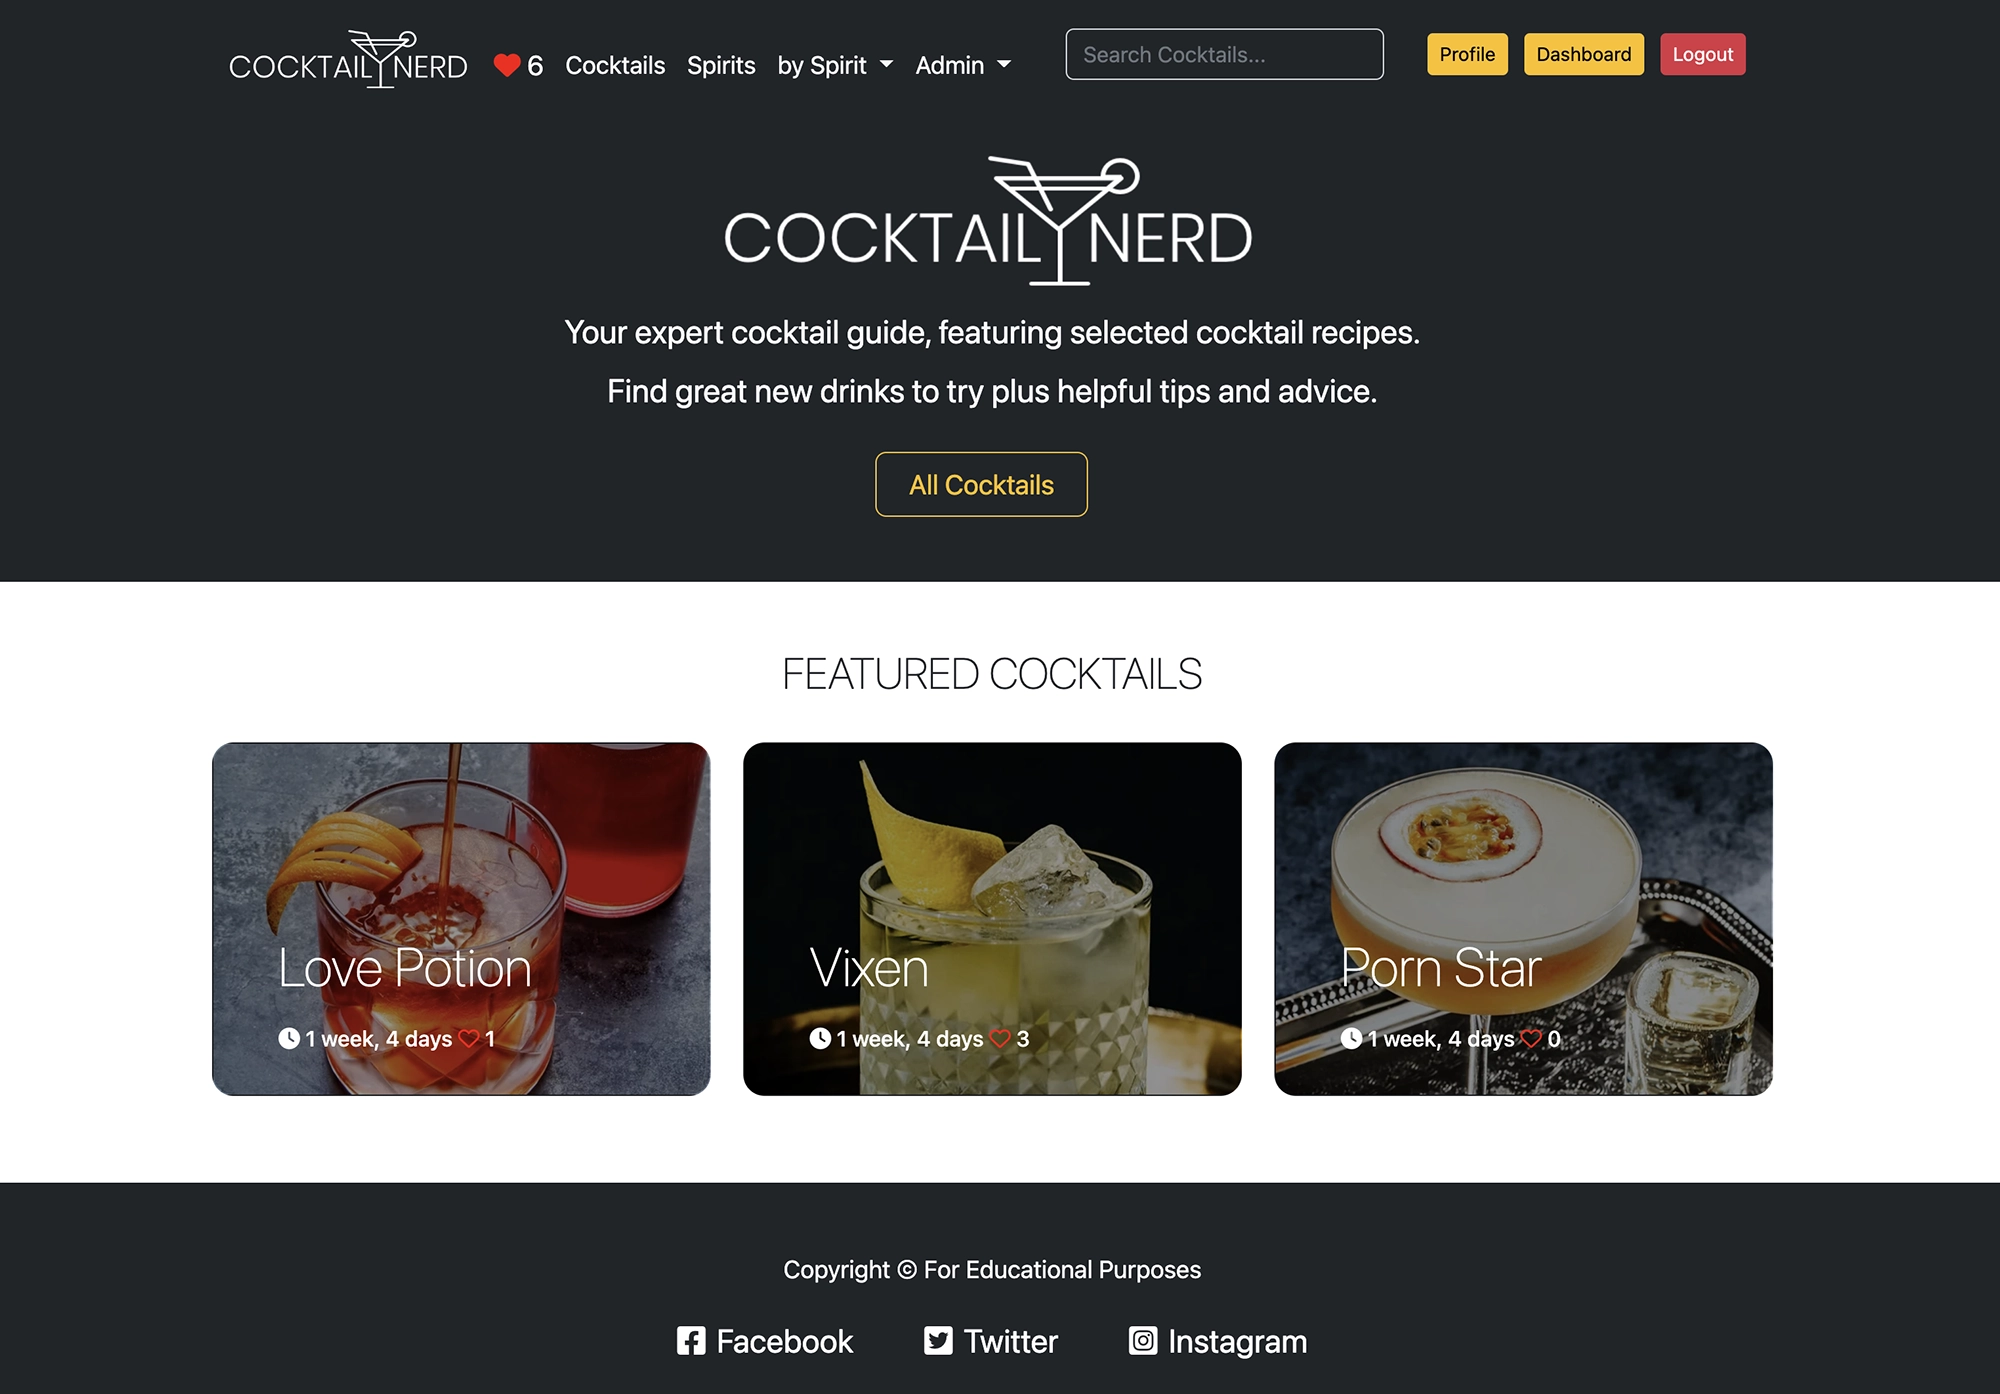 COCKTAIL NERD 6 Cocktails Spirits by Spirit Admin Search Cocktails... Profile Dashboard Logout
COCKTAIL NERD
Your expert cocktail guide, featuring selected cocktail recipes.
Find great new drinks to try plus helpful tips and advice.
All Cocktails
FEATURED COCKTAILS
Love Potion
1 week, 4 days 1
Vixen
1 week, 4 days 3
Porn Star
1 week, 4 days 0
Copyright © For Educational Purposes
Facebook Twitter Instagram